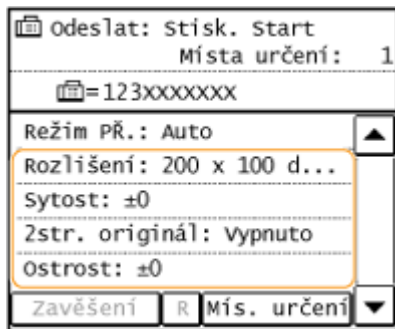 Odeslat: Stisk. Start
Místa určení: 1
=123xxxxxxx
Režim PŘ.: Auto
Rozlišení: 200 x 100 d...
Sytost: ±0
2str. originál: Vypnuto
Ostrost: ±0
Zavěšení R Mís. určení